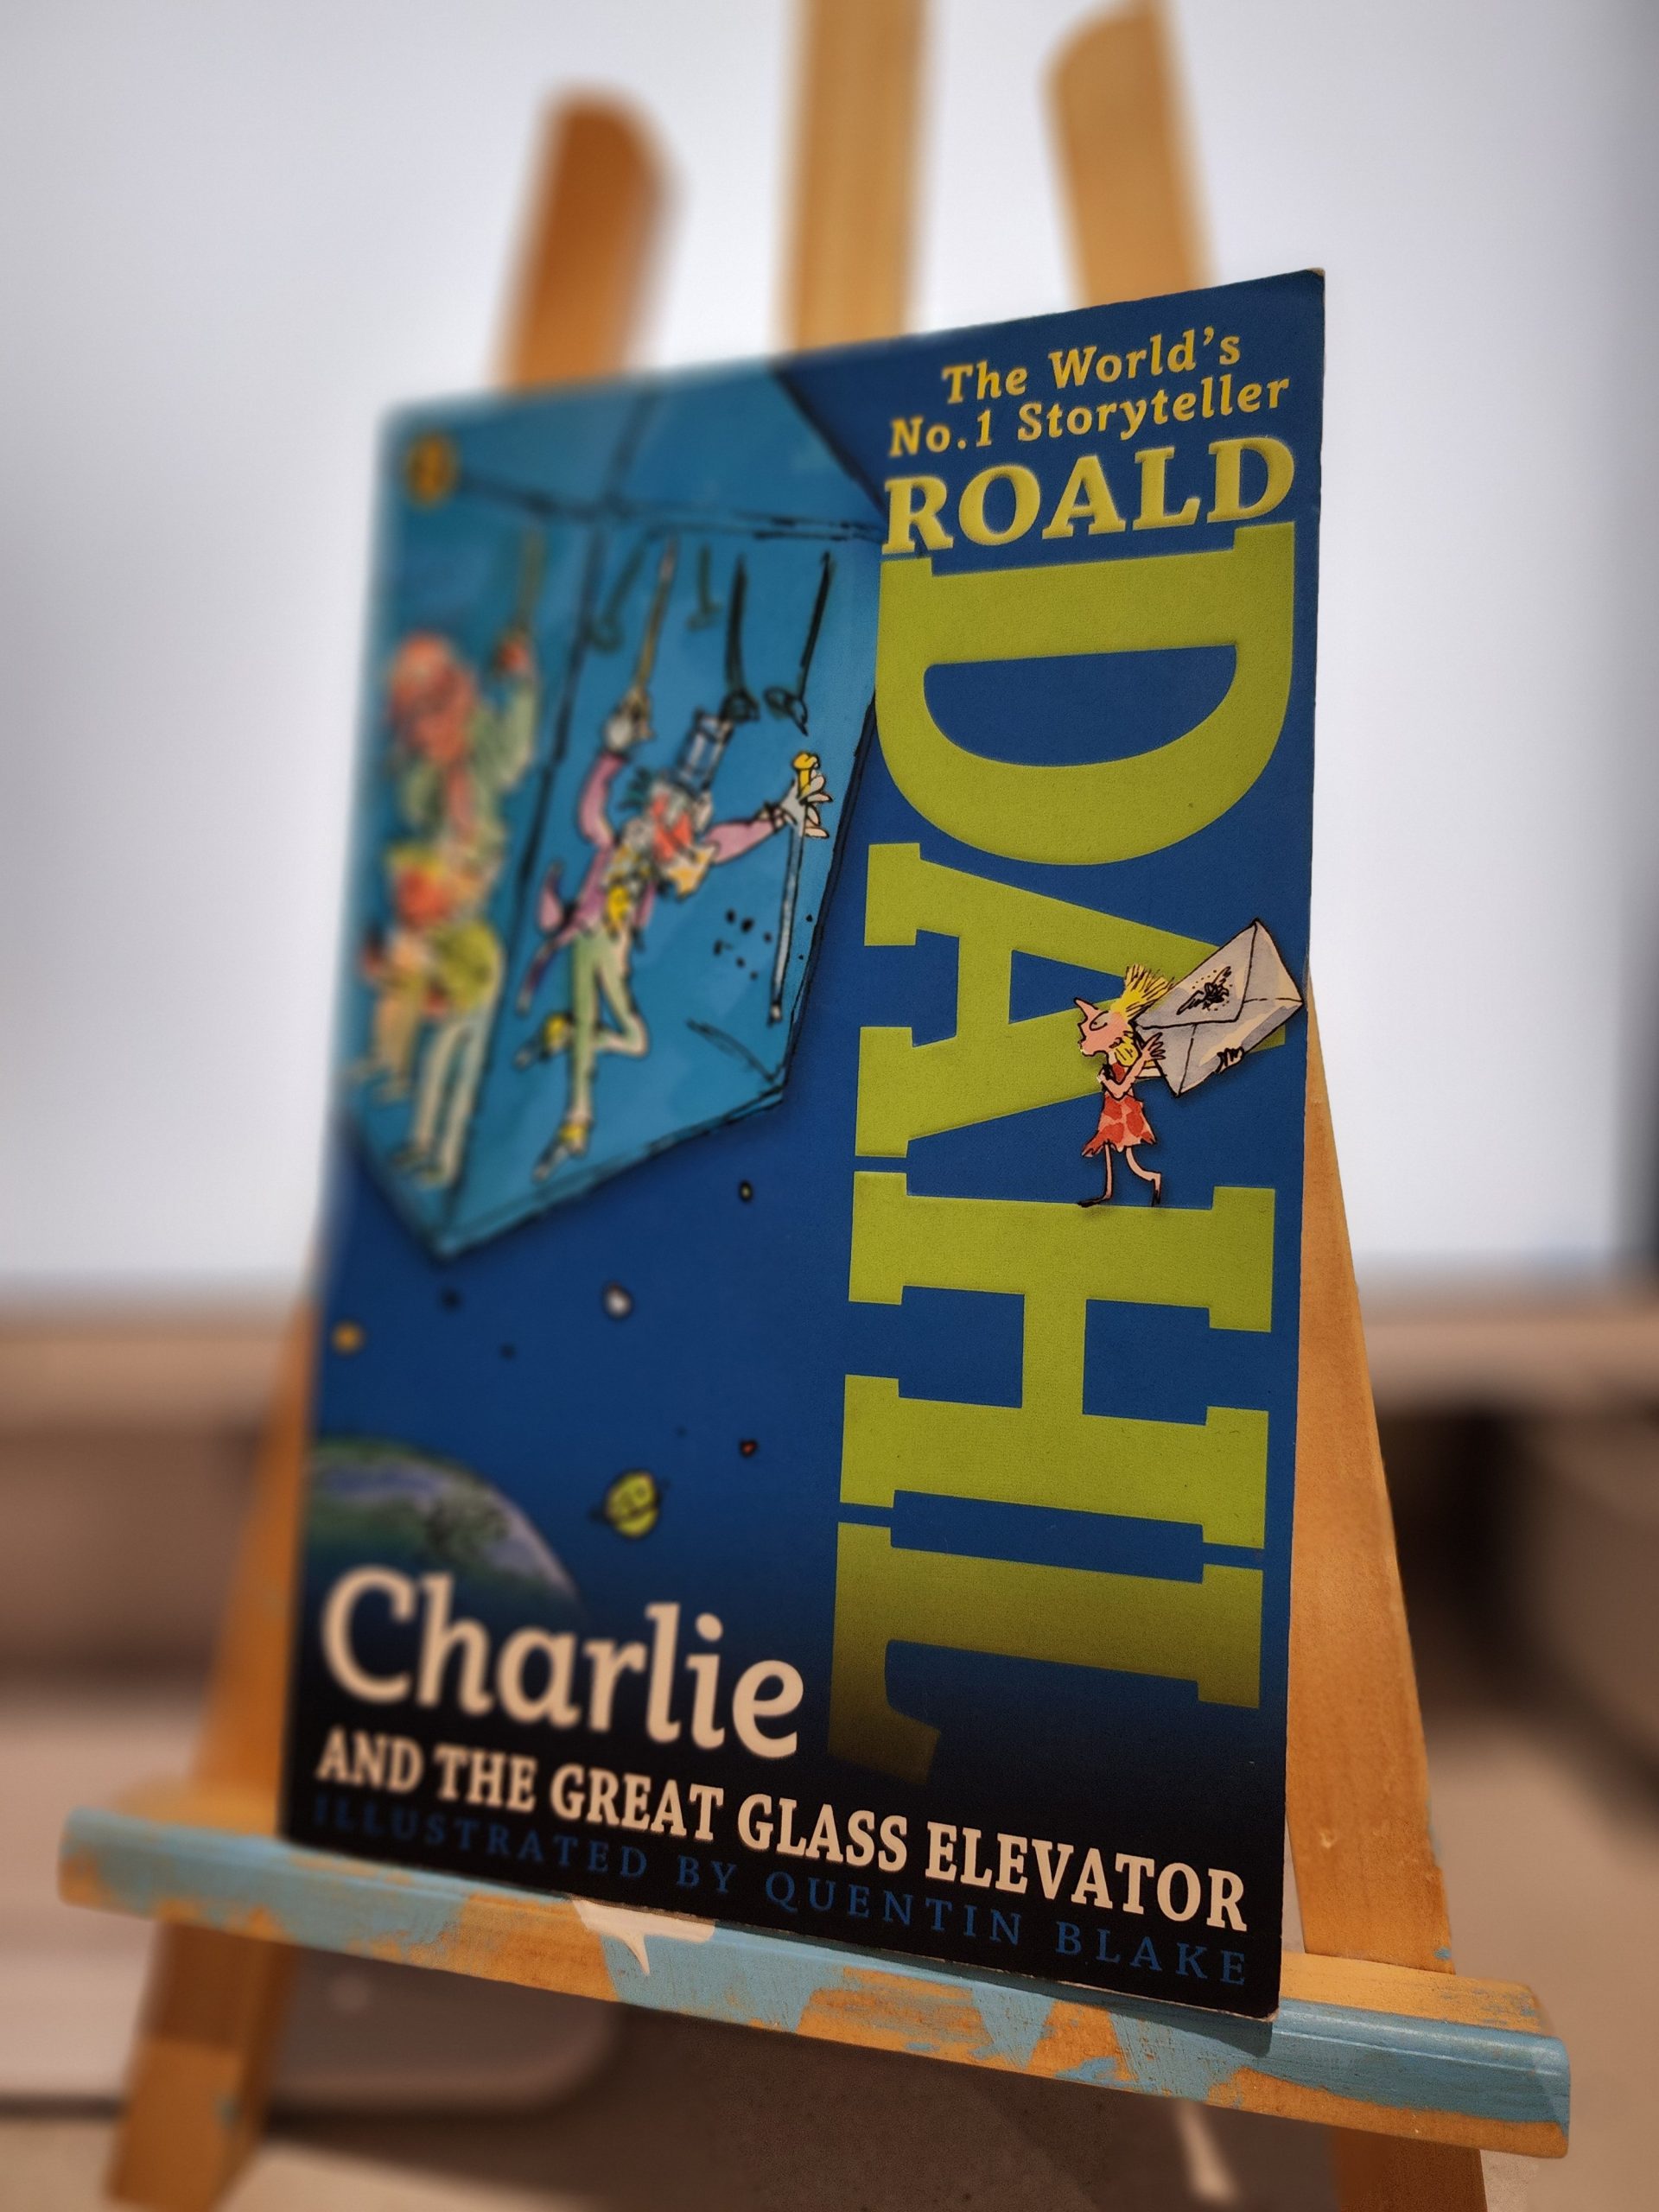 The World's
No.1 Storyteller
ROALD
DAHL
Charlie
AND THE GREAT GLASS ELEVATOR
ILLUSTRATED BY QUENTIN BLAKE